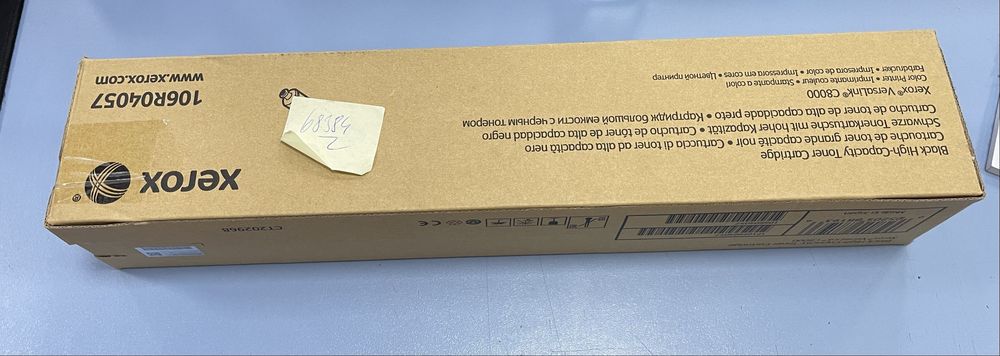 Black High-Capacity Toner Cartridge
Cartouche de toner grande capacité noir • Cartuccia di toner ad alta capacità nero
Schwarze Tonerkartusche mit hoher Kapazität • Cartucho de tóner de alta capacidad negro
Cartucho de toner de alta capacidade preto • Картридж большой емкости с черным тонером
Xerox® VersaLink® C8000
Color Printer • Imprimante couleur • Stampante a colori
Farbdrucker • Impresora de color • Impressora em cores • Цветной принтер
xerox ®
106R04057
www.xerox.com
68984
2
CT202968